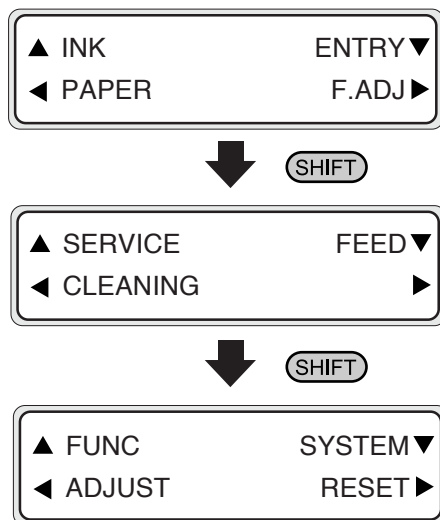 ▲ INK ENTRY▼
◀ PAPER F.ADJ▶
SHIFT
▲ SERVICE FEED▼
◀ CLEANING ▶
SHIFT
▲ FUNC SYSTEM▼
◀ ADJUST RESET▶